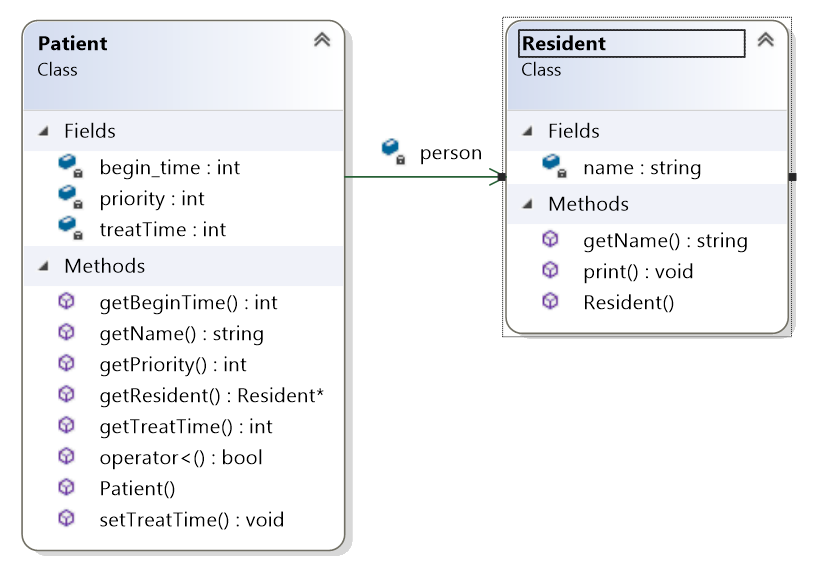 Patient
Class
Fields
begin_time : int
priority : int
treatTime : int
Methods
getBeginTime() : int
getName() : string
getPriority() : int
getResident() : Resident*
getTreatTime() : int
operator<() : bool
Patient()
setTreatTime() : void
person
Resident
Class
Fields
name : string
Methods
getName() : string
print() : void
Resident()